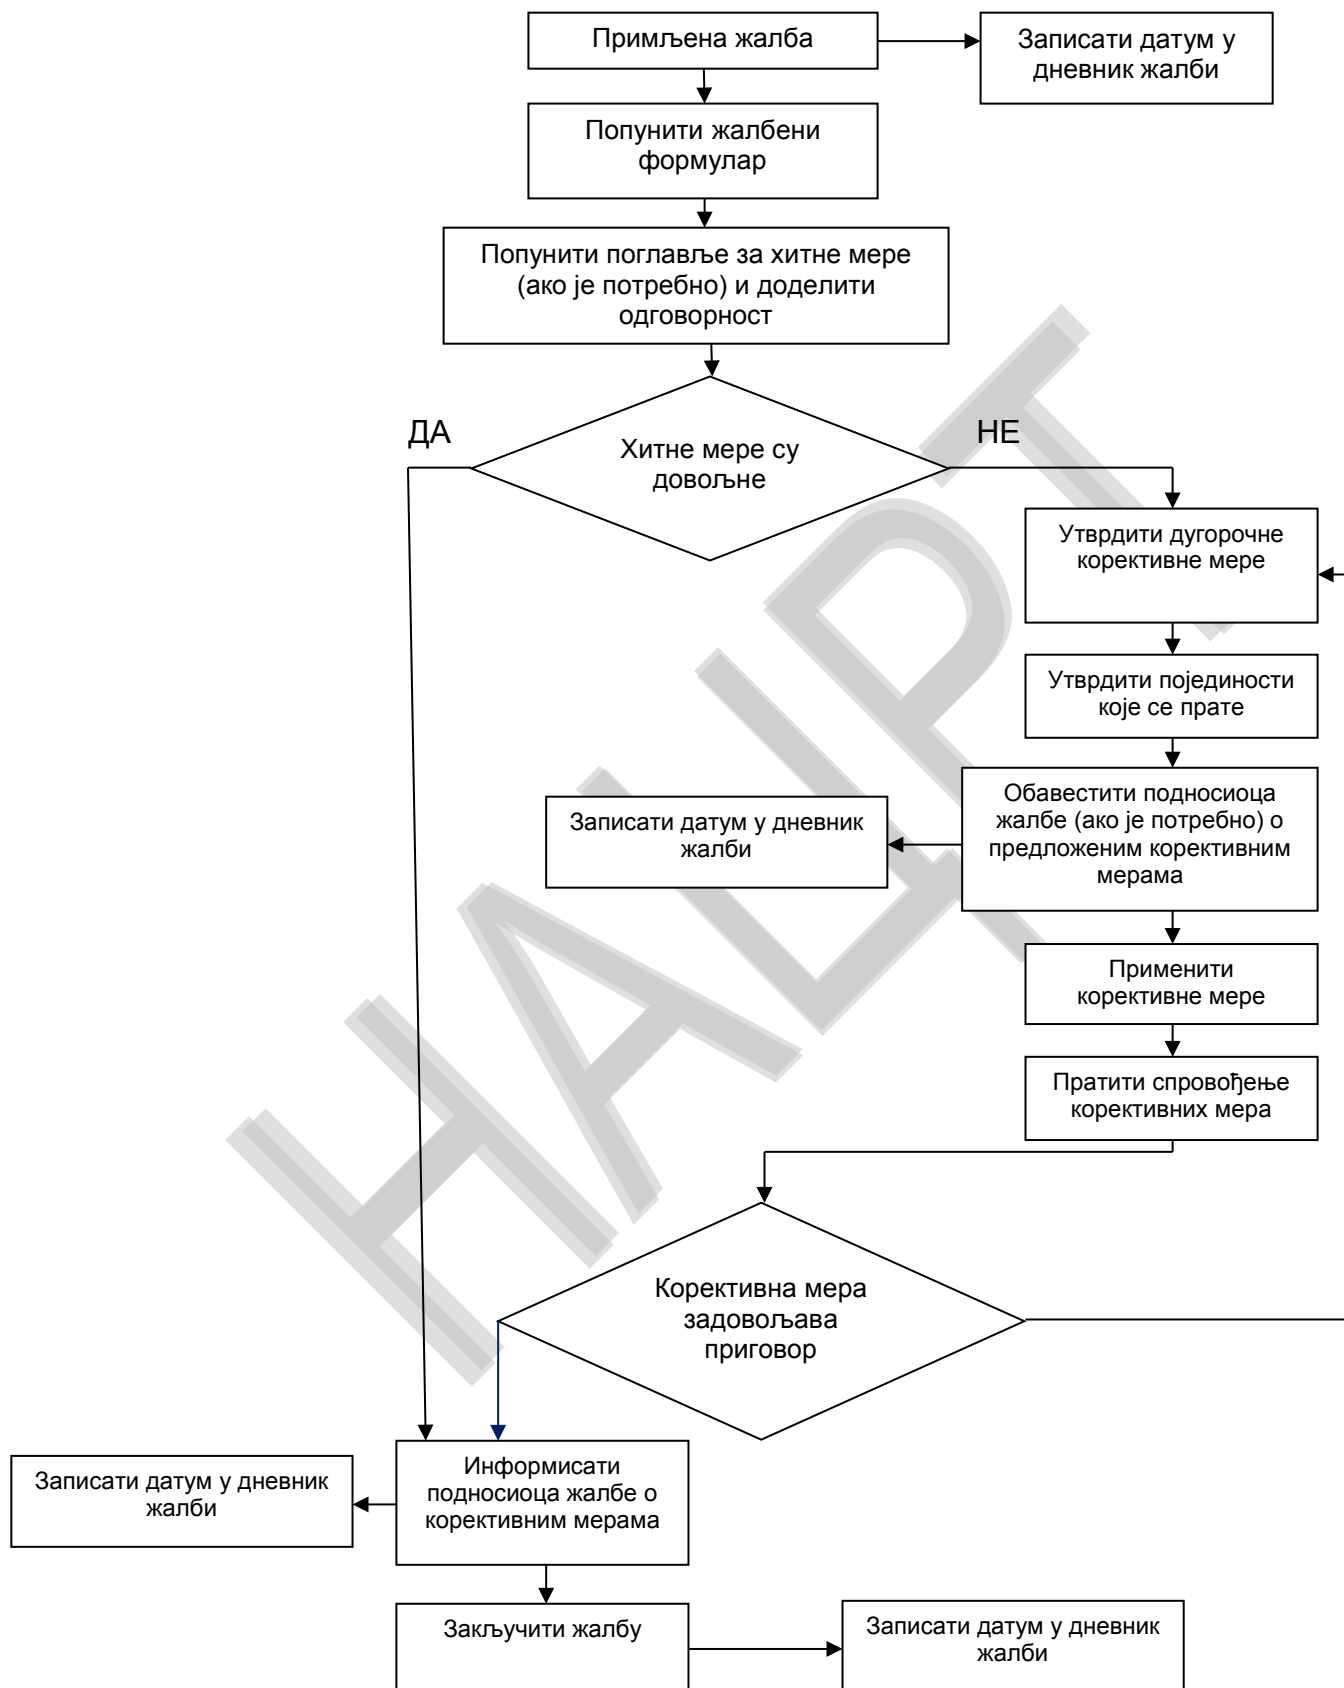 Примљена жалба
Записати датум у
дневник жалби
Попунити жалбени
формулар
Попунити поглавље за хитне мере
(ако је потребно) и доделити
одговорност
ДА
НЕ
Хитне мере су
довољне
Утврдити дугорочне
корективне мере
Утврдити појединости
које се прате
Обавестити подносиоца
жалбе (ако је потребно) о
предложеним корективним
мерама
Записати датум у дневник
жалби
Применити
корективне мере
Пратити спровођење
корективних мера
Корективна мера
задовољава
приговор
Информисати
подносиоца жалбе о
корективним мерама
Записати датум у дневник
жалби
Закључити жалбу
Записати датум у дневник
жалби
НАЦРТ